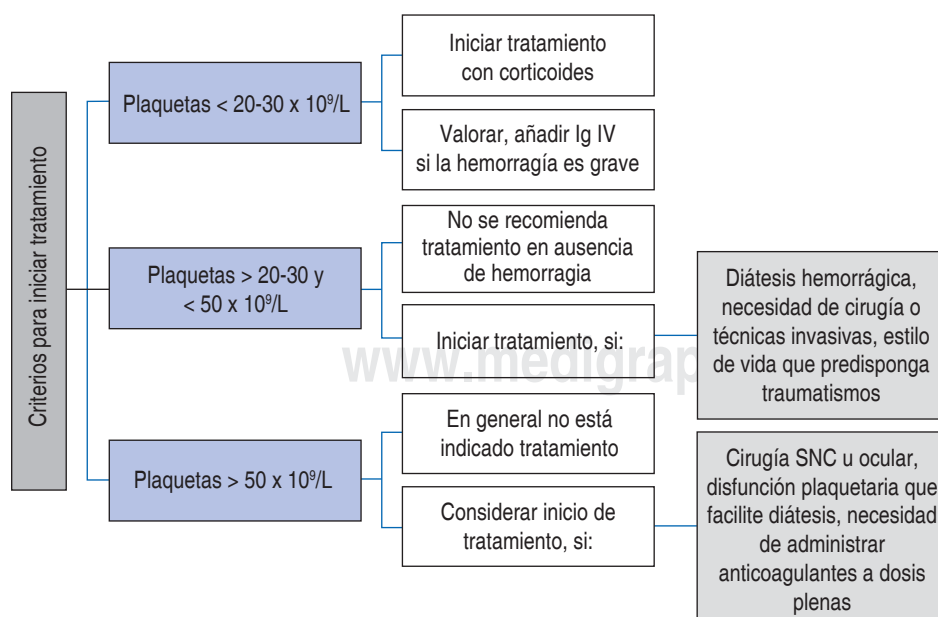 Criterios para iniciar tratamiento
Plaquetas < 20-30 x 10⁹/L
Iniciar tratamiento
con corticoides
Valorar, añadir Ig IV
si la hemorragía es grave
Plaquetas > 20-30 y
< 50 x 10⁹/L
No se recomienda
tratamiento en ausencia
de hemorragia
Iniciar tratamiento, si:
Diátesis hemorrágica,
necesidad de cirugía o
técnicas invasivas, estilo
de vida que predisponga
traumatismos
www.medigrap
Plaquetas > 50 x 10⁹/L
En general no está
indicado tratamiento
Considerar inicio de
tratamiento, si:
Cirugía SNC u ocular,
disfunción plaquetaria que
facilite diátesis, necesidad
de administrar
anticoagulantes a dosis
plenas